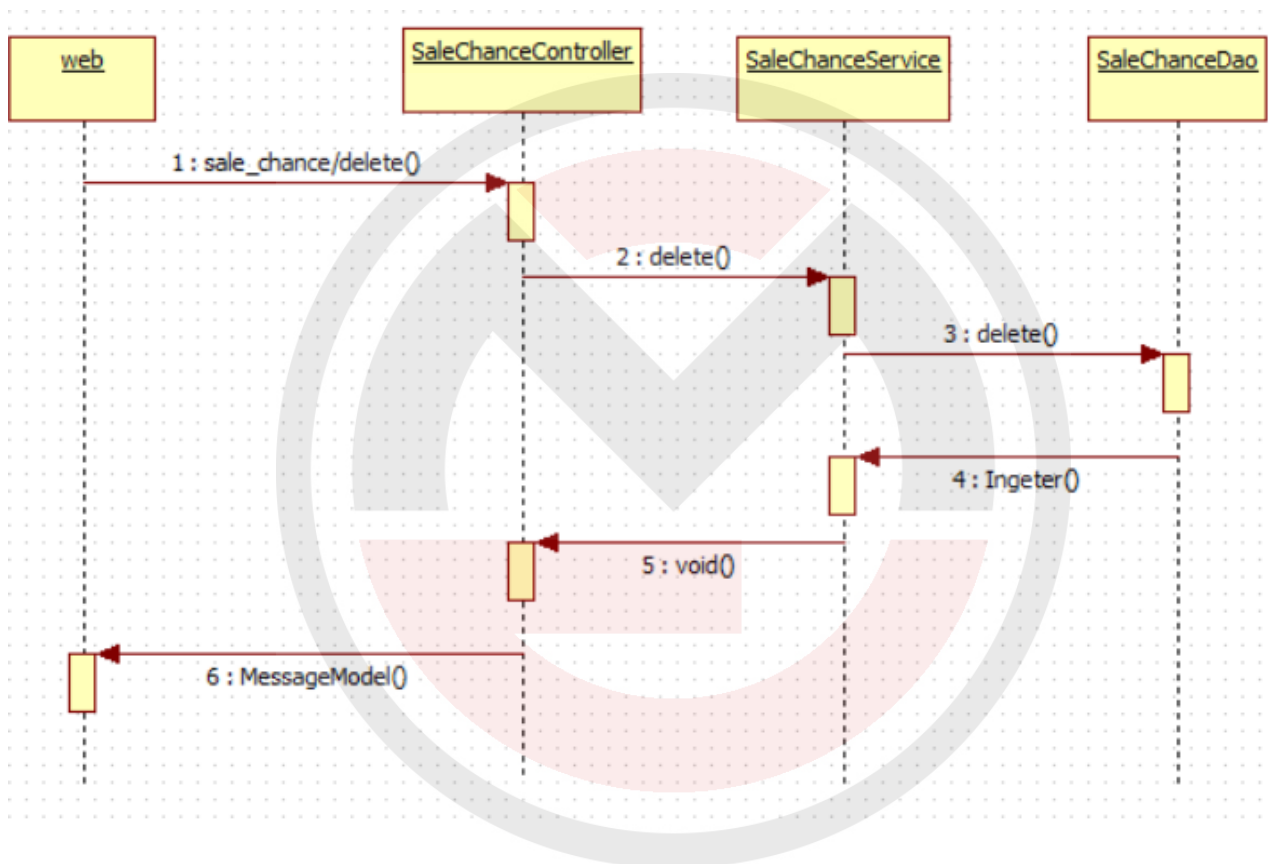 web
SaleChanceController
SaleChanceService
SaleChanceDao
1 : sale_chance/delete()
2 : delete()
3 : delete()
4 : Ingeter()
5 : void()
6 : MessageModel()